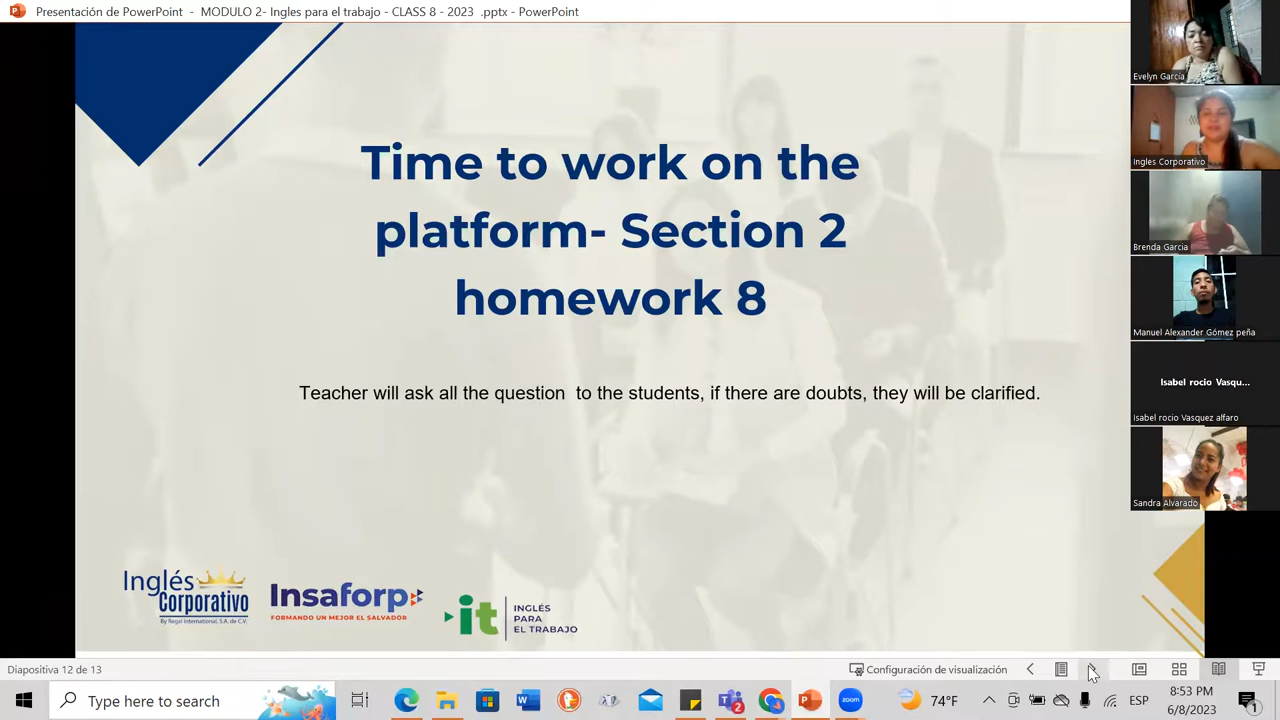 Presentación de PowerPoint - MODULO 2- Ingles para el trabajo - CLASS 8 - 2023 .pptx - PowerPoint
Evelyn García
Ingles Corporativo
Brenda Garcia
Manuel Alexander Gómez peña
Isabel rocio Vasqu...
Isabel rocio Vasquez alfaro
Sandra Alvarado
Time to work on the
platform- Section 2
homework 8
Teacher will ask all the question to the students, if there are doubts, they will be clarified.
Inglés
Corporativo
By Regal International, S.A. de C.V.
Insaforp
FORMANDO UN MEJOR EL SALVADOR
it
INGLÉS
PARA
EL TRABAJO
Diapositiva 12 de 13
Configuración de visualización
Type here to search
W
2
zoom
74°F
ESP
8:53 PM
6/8/2023
1